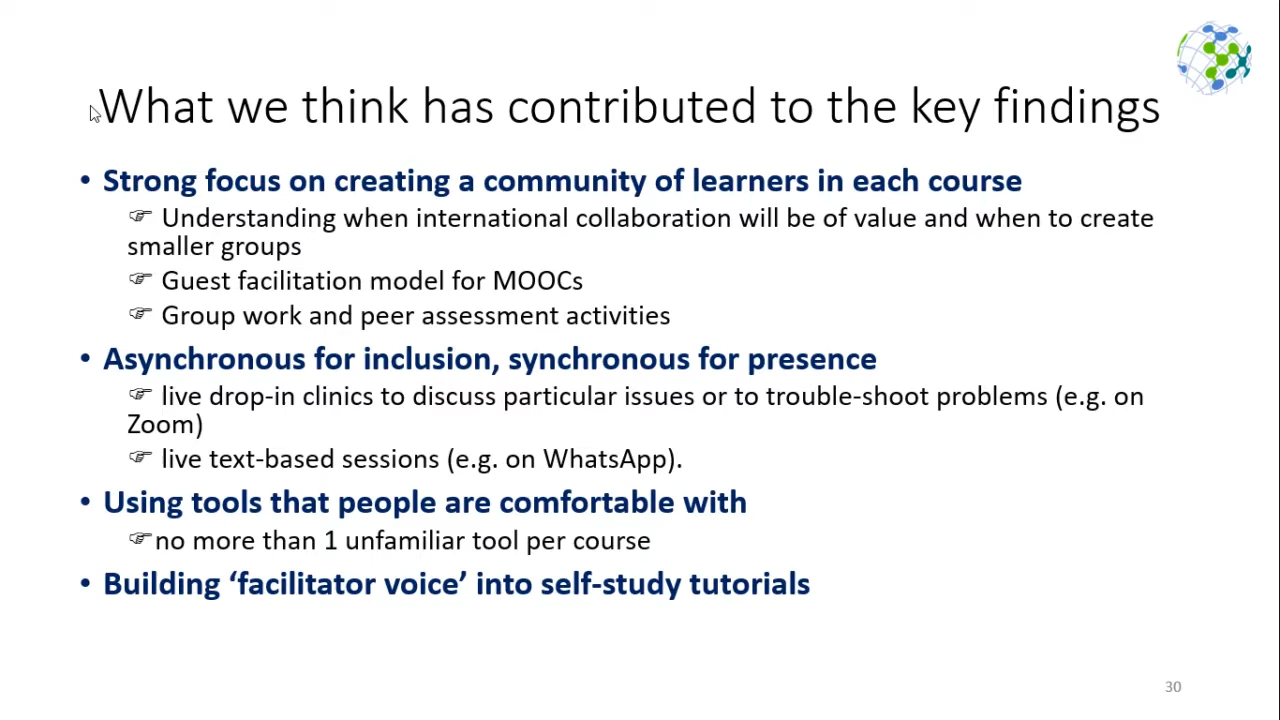 What we think has contributed to the key findings
• Strong focus on creating a community of learners in each course
☞ Understanding when international collaboration will be of value and when to create
smaller groups
☞ Guest facilitation model for MOOCs
☞ Group work and peer assessment activities
• Asynchronous for inclusion, synchronous for presence
☞ live drop-in clinics to discuss particular issues or to trouble-shoot problems (e.g. on
Zoom)
☞ live text-based sessions (e.g. on WhatsApp).
• Using tools that people are comfortable with
☞no more than 1 unfamiliar tool per course
• Building ‘facilitator voice’ into self-study tutorials
30